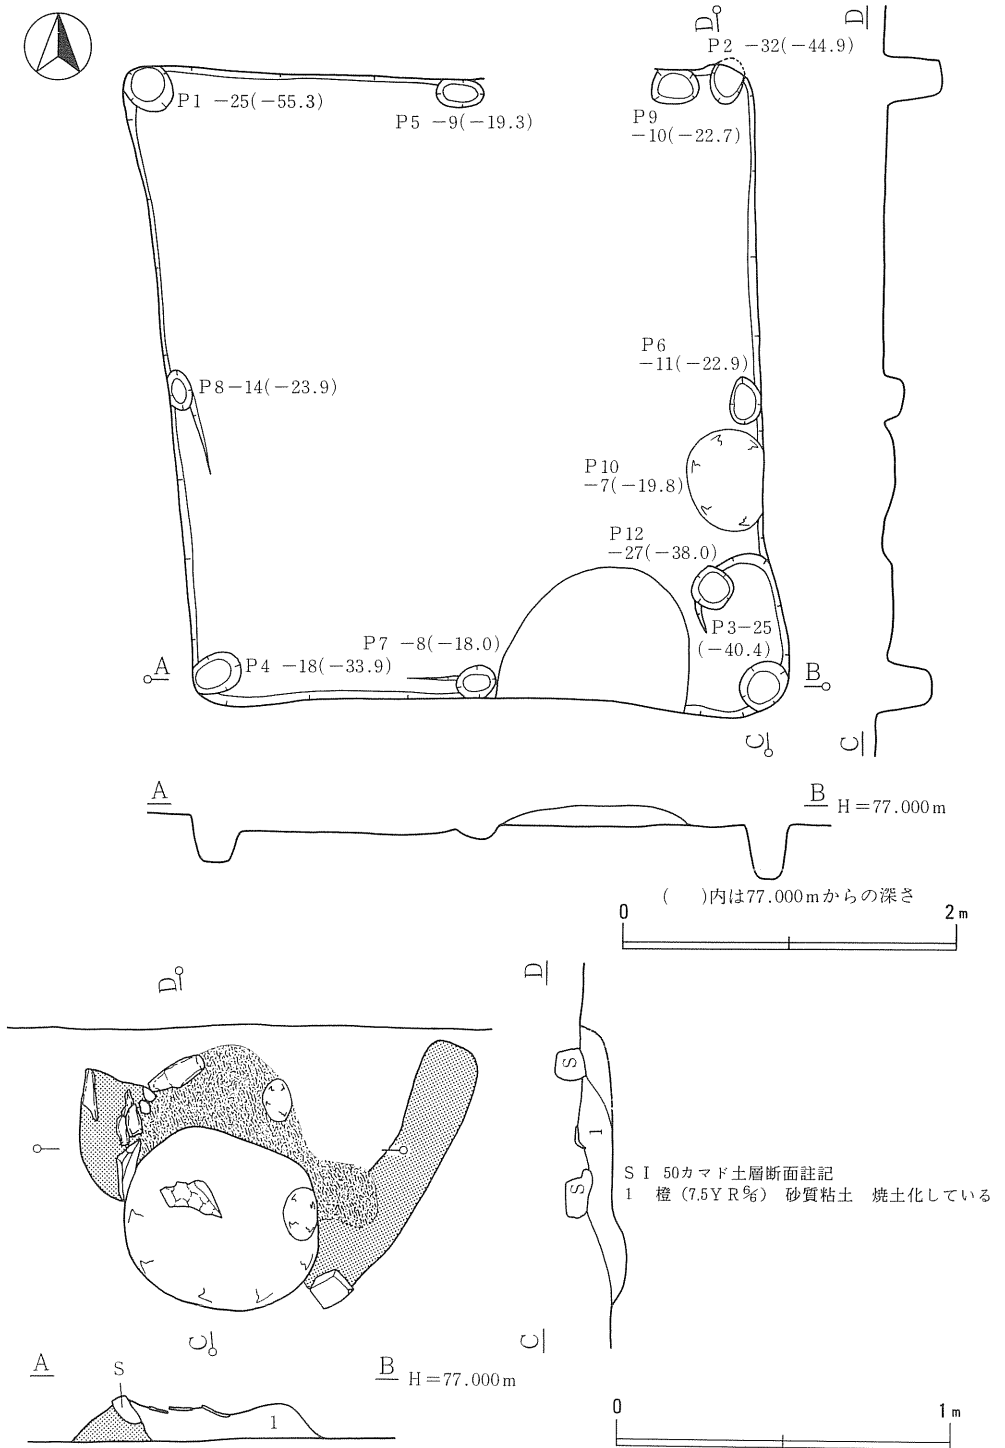 D
D
P2 -32(-44.9)
P1 -25(-55.3)
P5 -9(-19.3)
P9
-10(-22.7)
P6
-11(-22.9)
P8-14(-23.9)
P10
-7(-19.8)
P12
-27(-38.0)
P3-25
(-40.4)
P7 -8(-18.0)
A
P4 -18(-33.9)
B
C
C
A
B H=77.000m
( )内は77.000mからの深さ
0 2m
D
D
S
1
S
SI 50カマド土層断面註記
1 橙(7.5YR6/6) 砂質粘土 焼土化している
C
C
A
S
B H=77.000m
1
0 1m